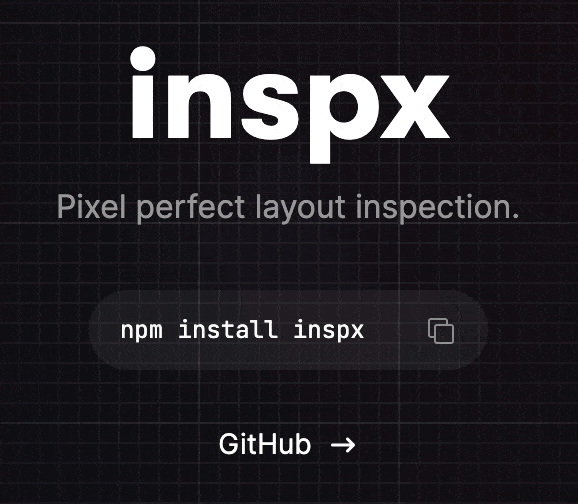 inspx
Pixel perfect layout inspection.
npm install inspx
GitHub →